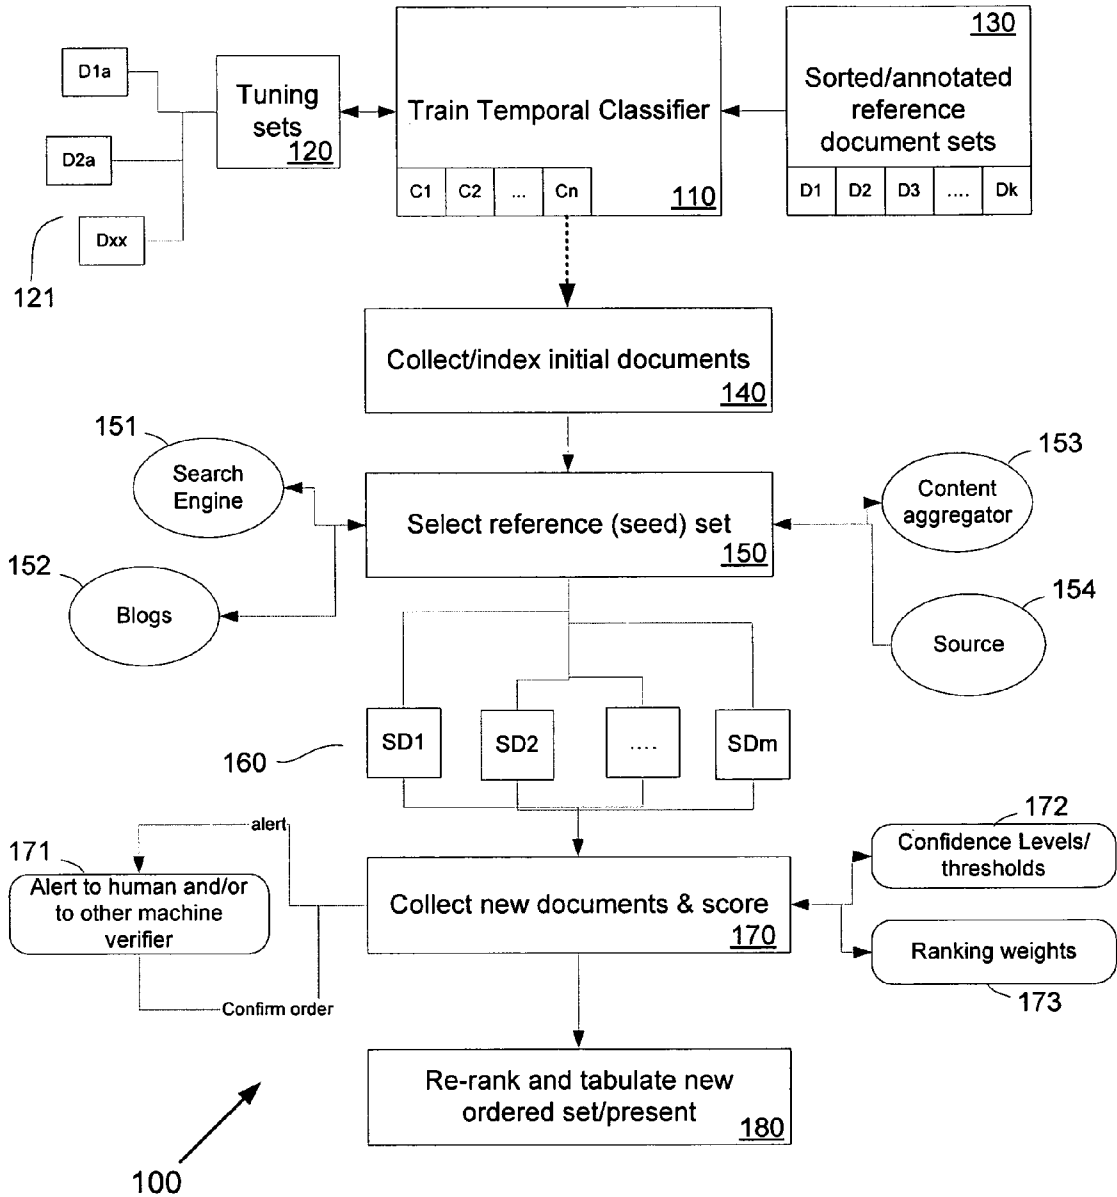 130
D1a
Tuning
sets
120
Train Temporal Classifier
Sorted/annotated
reference
document sets
D2a
C1 C2 ... Cn
110
D1 D2 D3 .... Dk
Dxx
121
Collect/index initial documents
140
151
Search
Engine
153
Content
aggregator
Select reference (seed) set
150
152
Blogs
154
Source
160
SD1 SD2 .... SDm
alert
171
Alert to human and/or
to other machine
verifier
172
Confidence Levels/
thresholds
Collect new documents & score
170
Ranking weights
173
Confirm order
Re-rank and tabulate new
ordered set/present
180
100